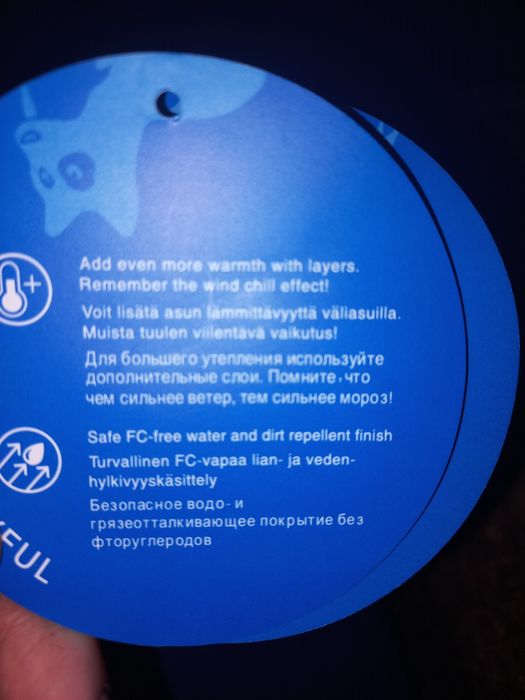 Add even more warmth with layers.
Remember the wind chill effect!
Voit lisätä asun lämmittävyyttä väliasuilla.
Muista tuulen viilentävä vaikutus!
Для большего утепления используйте
дополнительные слои. Помните, что
чем сильнее ветер, тем сильнее мороз!
Safe FC-free water and dirt repellent finish
Turvallinen FC-vapaa lian- ja veden-
hylkivyyskäsittely
Безопасное водо- и
грязеотталкивающее покрытие без
фторуглеродов